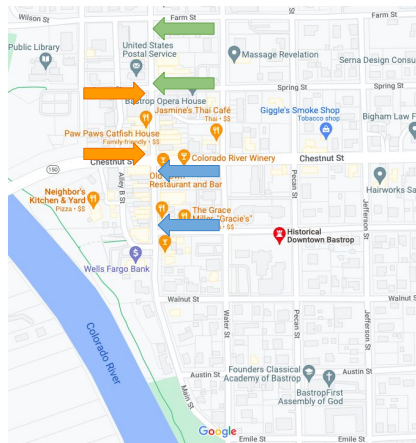 Wilson St
Farm St
Farm St
Public Library
United States
Postal Service
Massage Revelation
Serna Design Consu
Spring St
Spring St
Bastrop Opera House
Jasmine's Thai Café
Thai • $$
Giggle's Smoke Shop
Tobacco shop
Bigham Law F
Paw Paws Catfish House
Family-friendly • $$
150
Chestnut St
Colorado River Winery
Chestnut St
Old
Restaurant and Bar
Alley B St
Pecan St
Hairworks Sa
Neighbor's
Kitchen & Yard
Pizza • $$
The Grace
Miller "Gracie's"
$$
Jefferson St
Historical
Downtown Bastrop
Wells Fargo Bank
Walnut St
Walnut St
Colorado River
Water St
Pecan St
Jefferson St
Main St
Austin St
Austin St
Founders Classical
Academy of Bastrop
BastropFirst
Assembly of God
Google
Emile St
Emile St